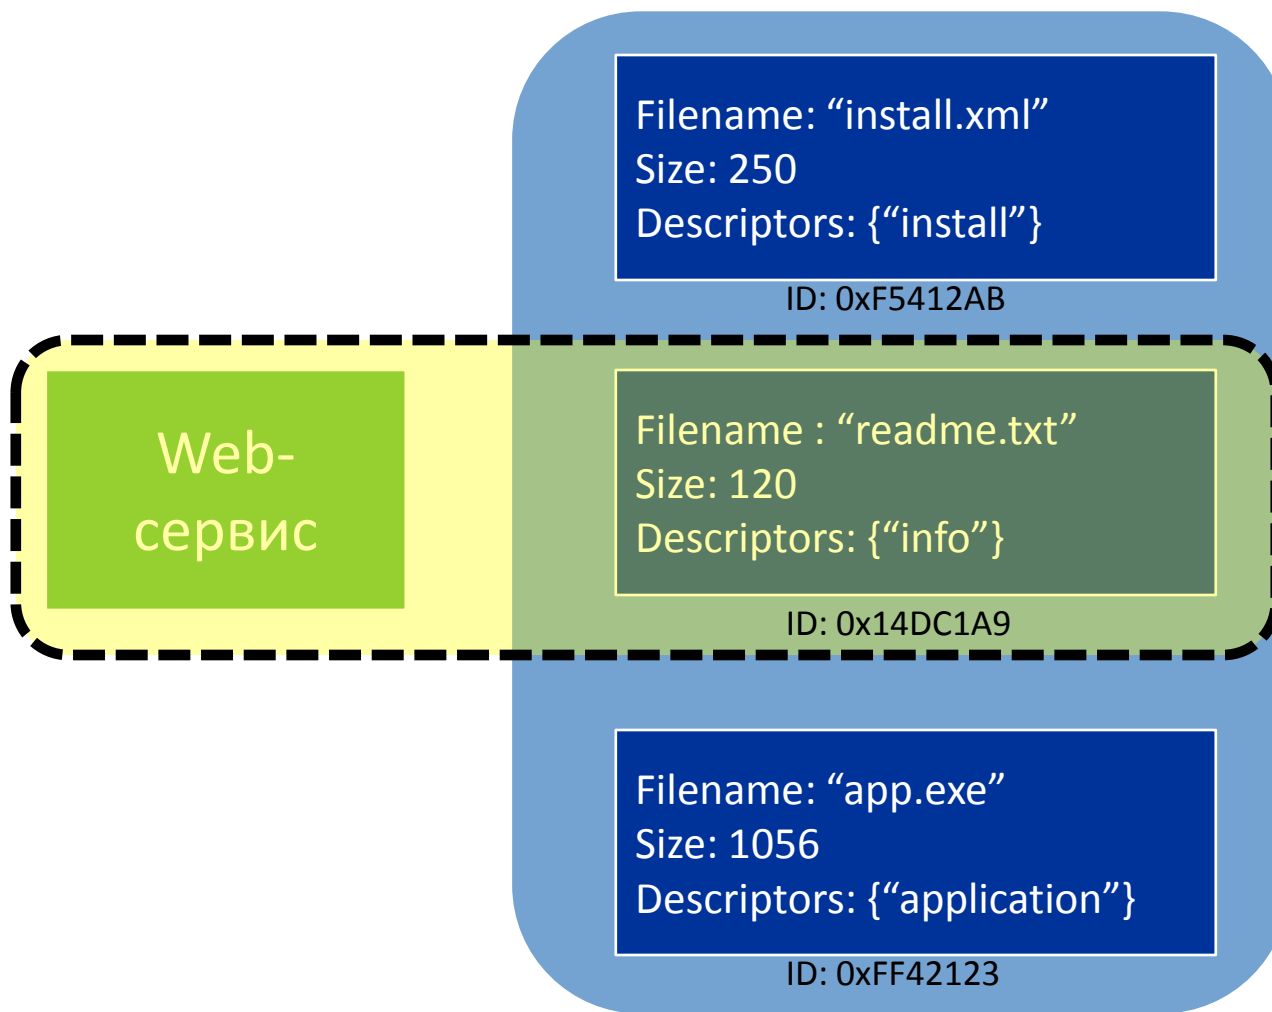 Filename: “install.xml”
Size: 250
Descriptors: {“install”}
ID: 0xF5412AB
Web-
сервис
Filename : “readme.txt”
Size: 120
Descriptors: {“info”}
ID: 0x14DC1A9
Filename: “app.exe”
Size: 1056
Descriptors: {“application”}
ID: 0xFF42123